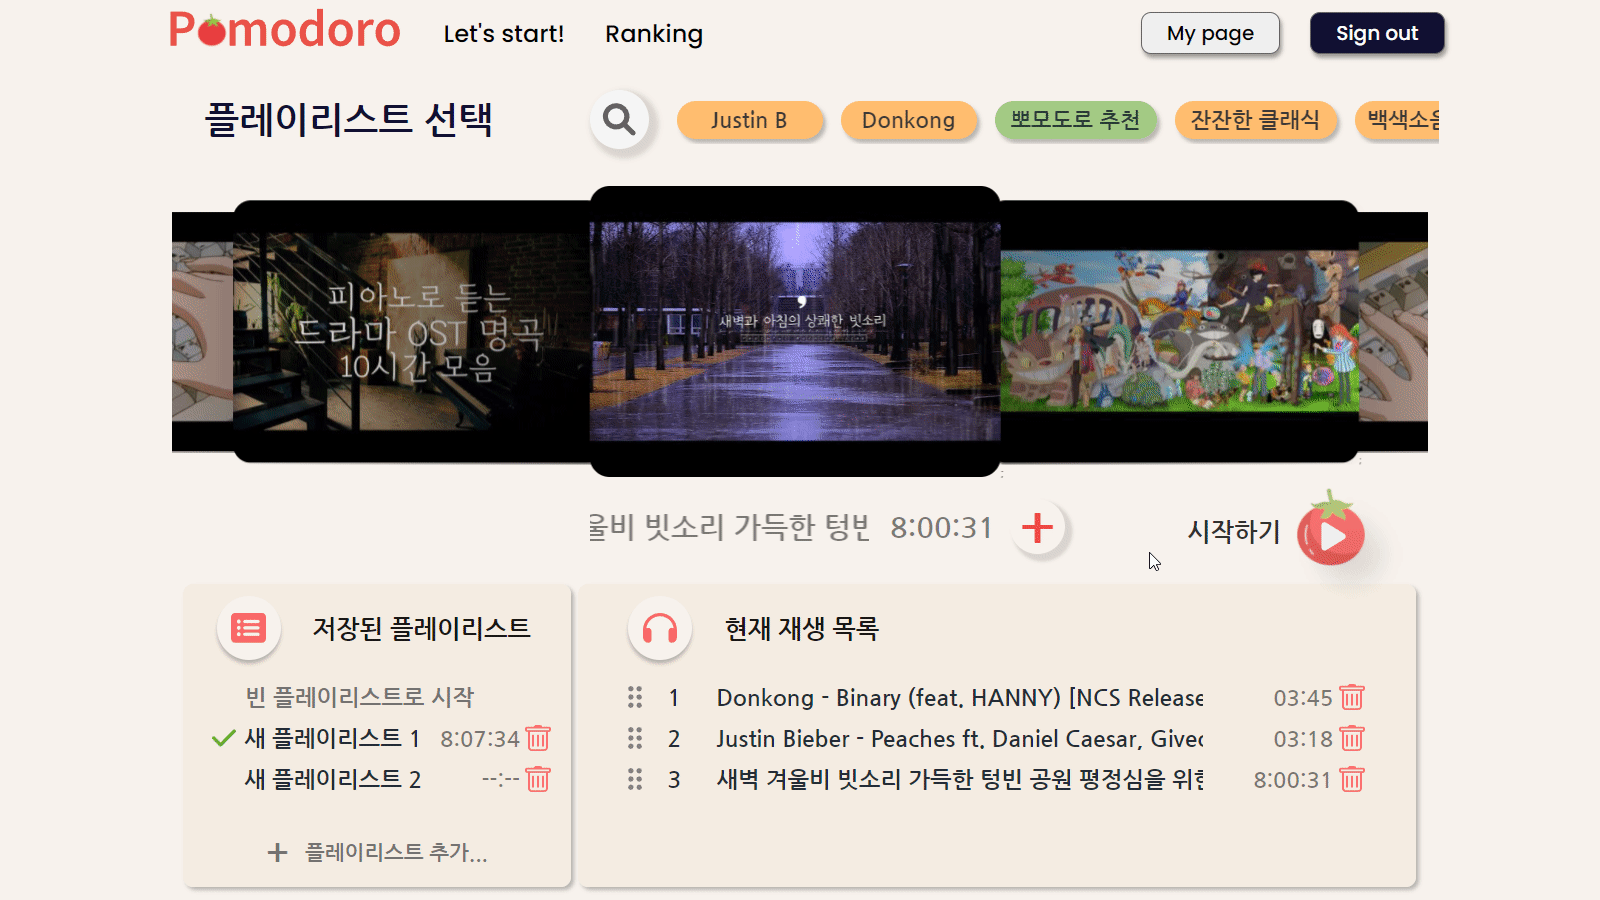 Pomodoro
Let's start!
Ranking
My page
Sign out
플레이리스트 선택
Justin B
Donkong
뽀모도로 추천
잔잔한 클래식
백색소음
피아노로 듣는
드라마 OST 명곡
10시간 모음
새벽과 아침의 상쾌한 빗소리
울비 빗소리 가득한 텅빈
8:00:31
시작하기
저장된 플레이리스트
빈 플레이리스트로 시작
새 플레이리스트 1 8:07:34
새 플레이리스트 2 --:--
+ 플레이리스트 추가...
현재 재생 목록
1 Donkong - Binary (feat. HANNY) [NCS Release 03:45
2 Justin Bieber - Peaches ft. Daniel Caesar, Giveo 03:18
3 새벽 겨울비 빗소리 가득한 텅빈 공원 평정심을 위한 8:00:31